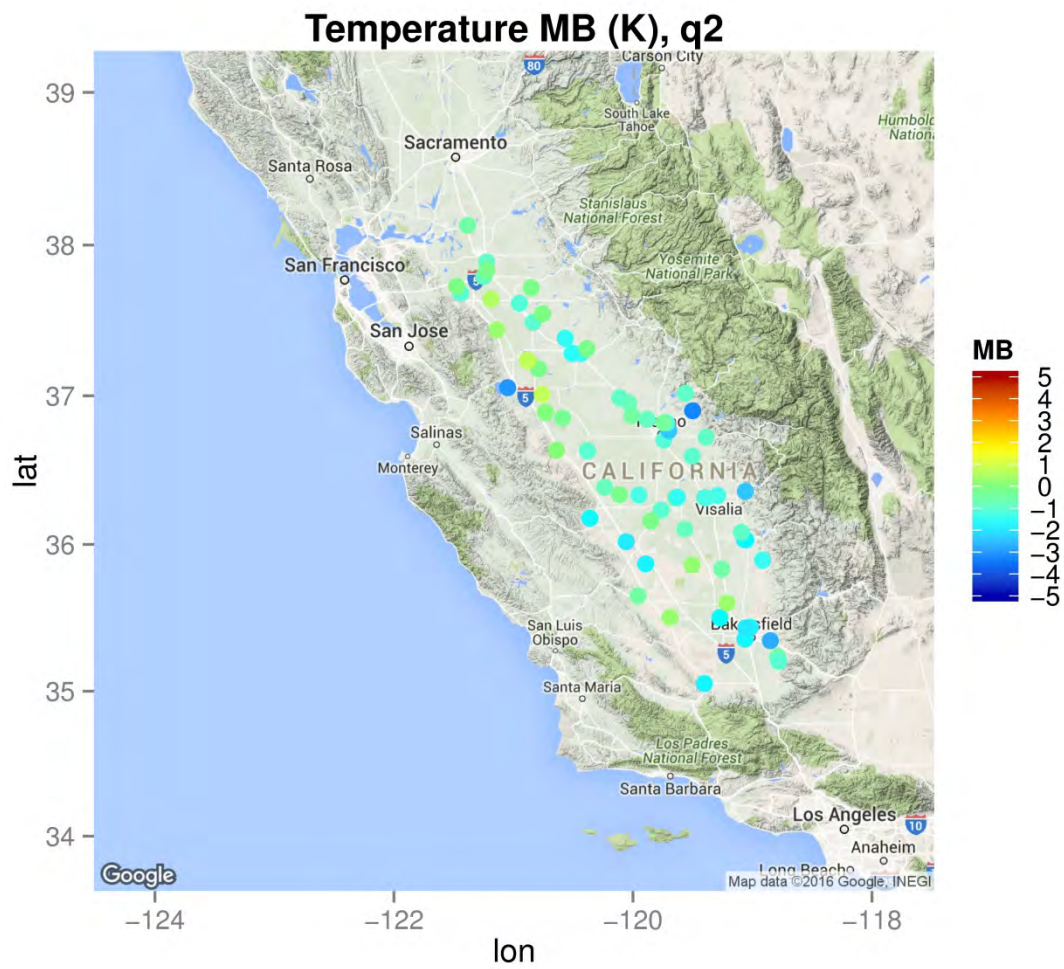 Temperature MB (K), q2
Carson City
80
39
South Lake
Tahoe
Humbol
Nationa
Sacramento
Santa Rosa
Stanislaus
National Forest
38
San Francisco
5
Yosemite
National Park
San Jose
MB
5
4
3
2
1
0
−1
−2
−3
−4
−5
37
5
Salinas
Monterey
CALIFORNIA
lat
Visalia
36
San Luis
Obispo
Bakersfield
5
35
Santa Maria
Los Padres
National Forest
Santa Barbara
Los Angeles
34
10
Anaheim
Long Beach
Google
Map data ©2016 Google, INEGI
−124
−122
−120
−118
lon